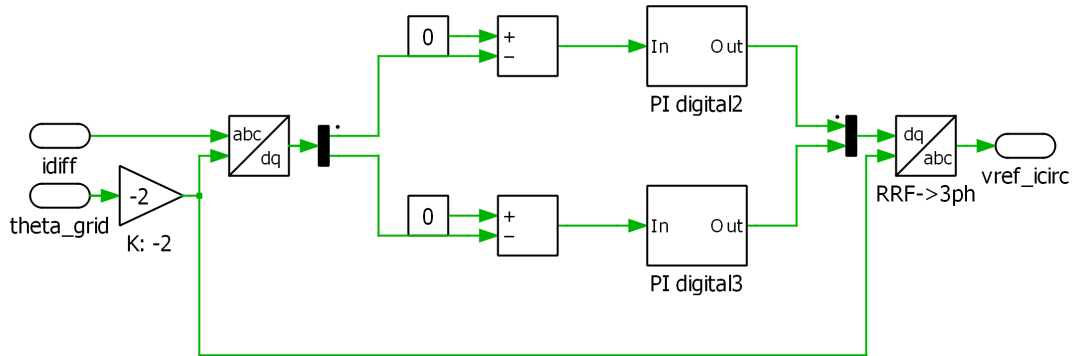 0
+
−
In
Out
PI digital2
idiff
abc
dq
theta_grid
-2
K: -2
dq
abc
RRF->3ph
vref_icirc
0
+
−
In
Out
PI digital3